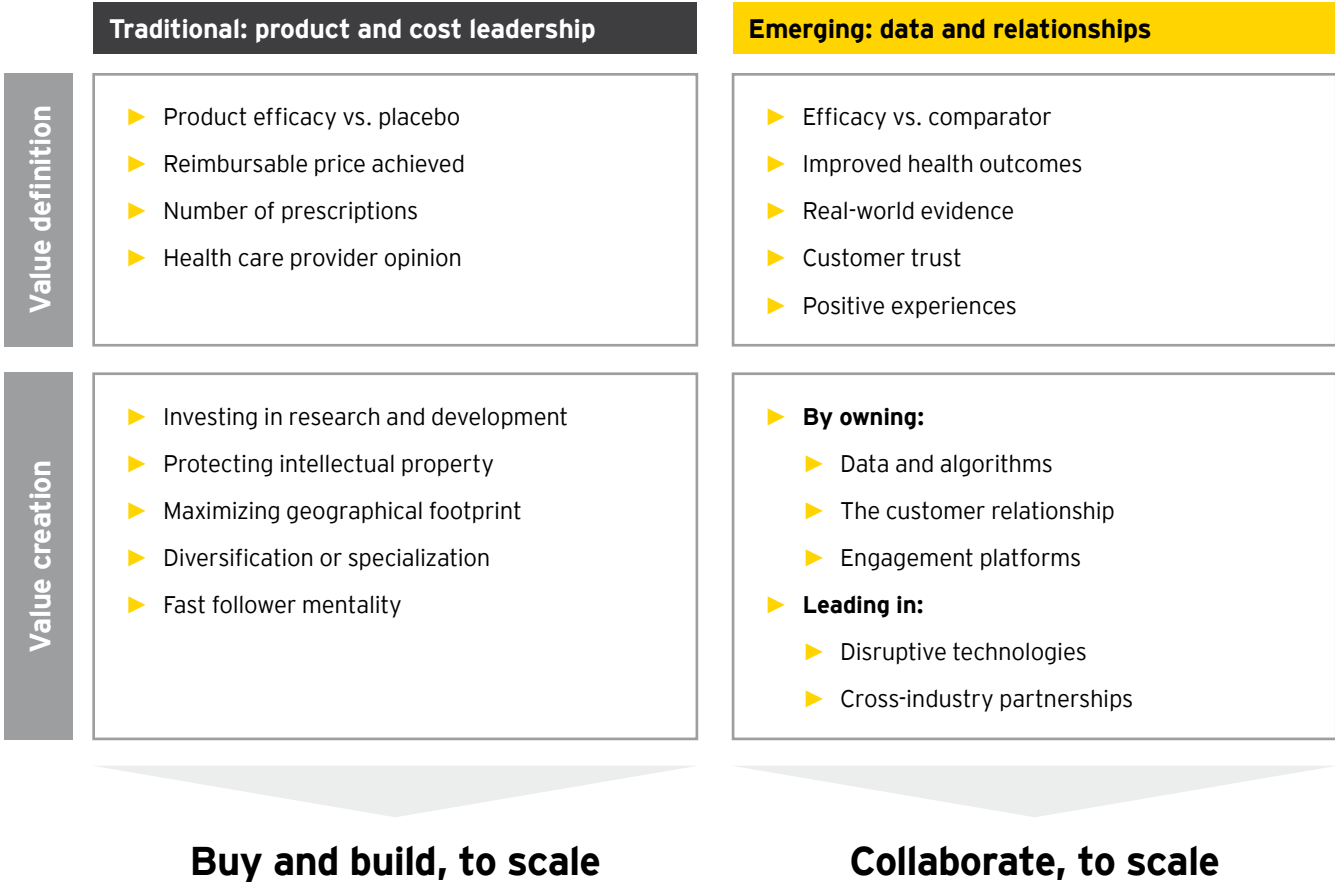 Traditional: product and cost leadership
Emerging: data and relationships
Value definition
Product efficacy vs. placebo
Reimbursable price achieved
Number of prescriptions
Health care provider opinion
Efficacy vs. comparator
Improved health outcomes
Real-world evidence
Customer trust
Positive experiences
Value creation
Investing in research and development
Protecting intellectual property
Maximizing geographical footprint
Diversification or specialization
Fast follower mentality
By owning:
Data and algorithms
The customer relationship
Engagement platforms
Leading in:
Disruptive technologies
Cross-industry partnerships
Buy and build, to scale
Collaborate, to scale